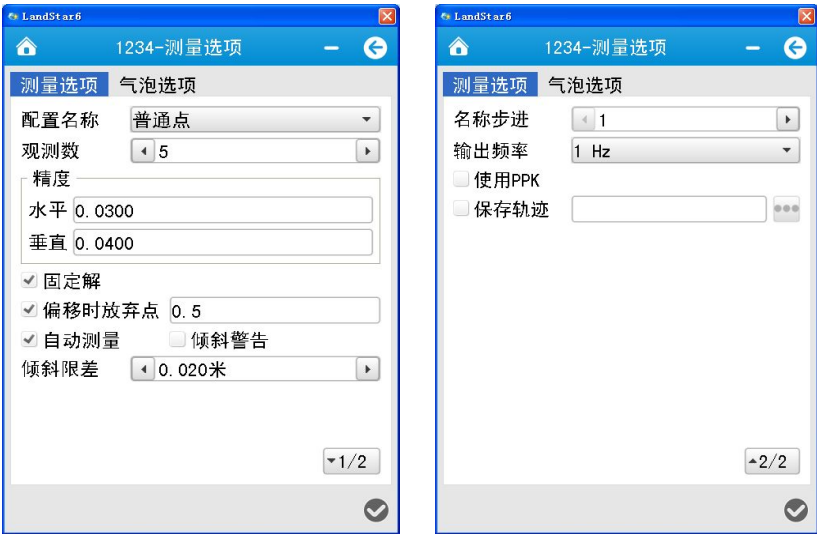 LandStar6
1234-测量选项
测量选项 气泡选项
配置名称 普通点
观测数 5
精度
水平 0.0300
垂直 0.0400
固定解
偏移时放弃点 0.5
自动测量 倾斜警告
倾斜限差 0.020米
1/2
LandStar6
1234-测量选项
测量选项 气泡选项
名称步进 1
输出频率 1 Hz
使用PPK
保存轨迹
2/2